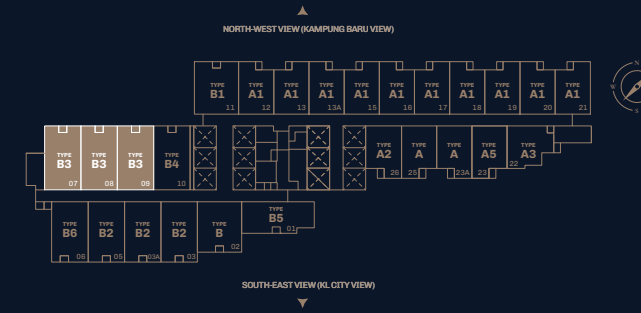 NORTH-WEST VIEW (KAMPUNG BARU VIEW)
N
W
S
TYPE B1 11
TYPE A1 12
TYPE A1 13
TYPE A1 13A
TYPE A1 15
TYPE A1 16
TYPE A1 17
TYPE A1 18
TYPE A1 19
TYPE A1 20
TYPE A1 21
TYPE B3 07
TYPE B3 08
TYPE B3 09
TYPE B4 10
TYPE A2 26
TYPE A 25
TYPE A 23A
TYPE A5 23
TYPE A3 22
TYPE B6 06
TYPE B2 05
TYPE B2 03A
TYPE B2 03
TYPE B 02
TYPE B5 01
SOUTH-EAST VIEW (KL CITY VIEW)